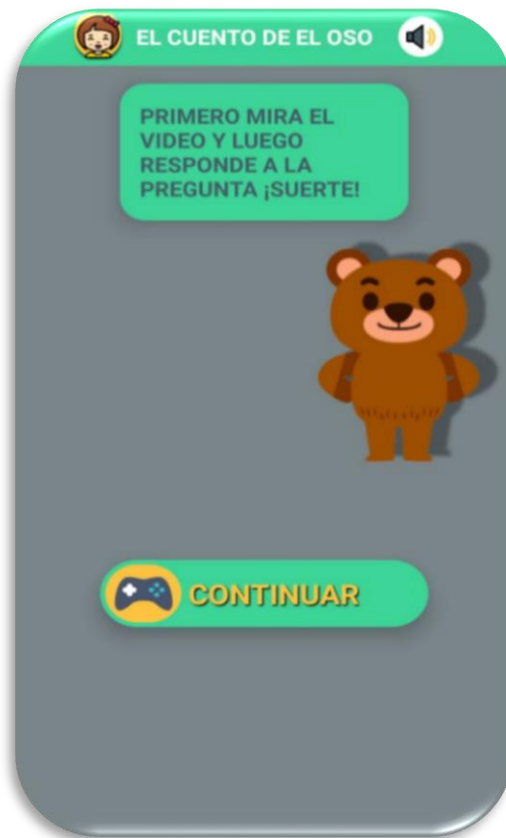 EL CUENTO DE EL OSO
PRIMERO MIRA EL
VIDEO Y LUEGO
RESPONDE A LA
PREGUNTA ¡SUERTE!
CONTINUAR